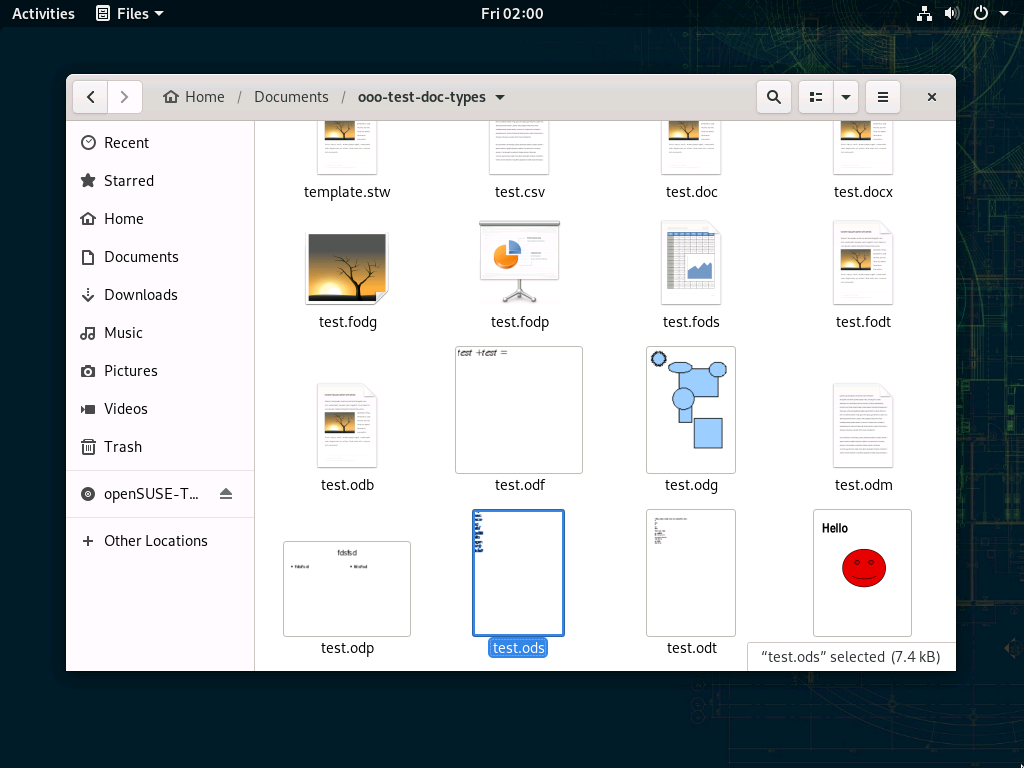 Activities Files Fri 02:00
Home / Documents / ooo-test-doc-types
Recent
Starred
Home
Documents
Downloads
Music
Pictures
Videos
Trash
openSUSE-T...
Other Locations
template.stw test.csv test.doc test.docx
test.fodg test.fodp test.fods test.fodt
test +test =
test.odb test.odf test.odg test.odm
Hello
test.odp test.ods test.odt
“test.ods” selected (7.4 kB)